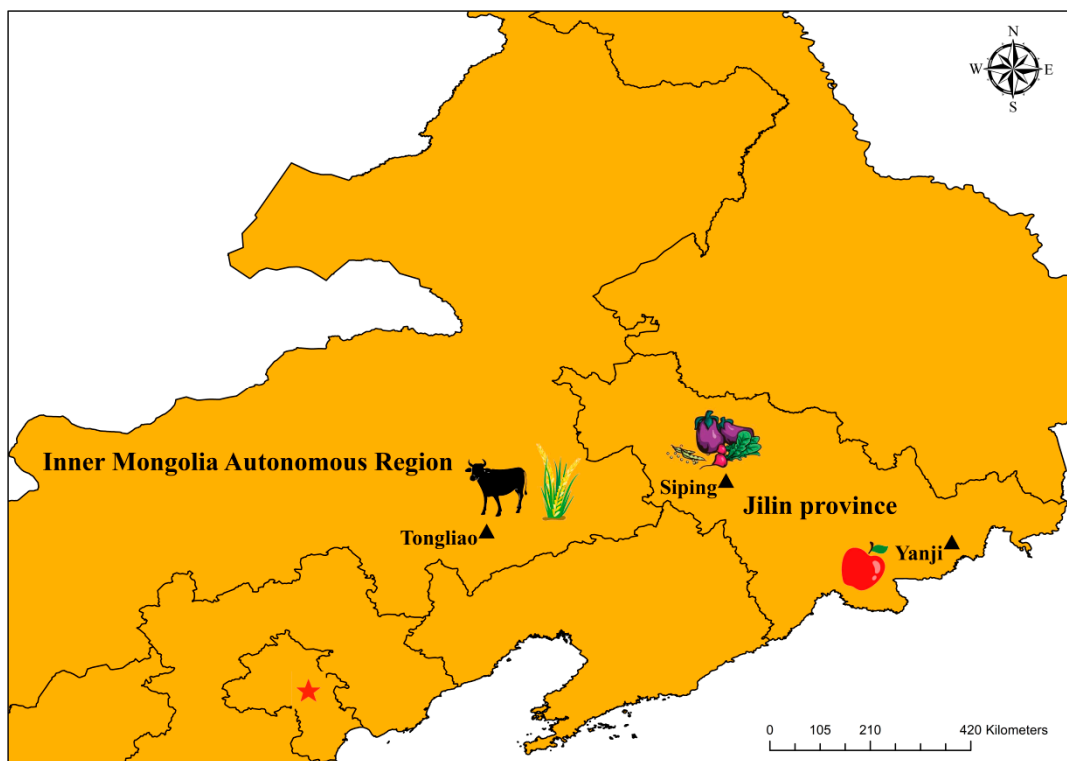 N
W E
S
Inner Mongolia Autonomous Region
Siping
Jilin province
Tongliao
Yanji
0 105 210 420 Kilometers